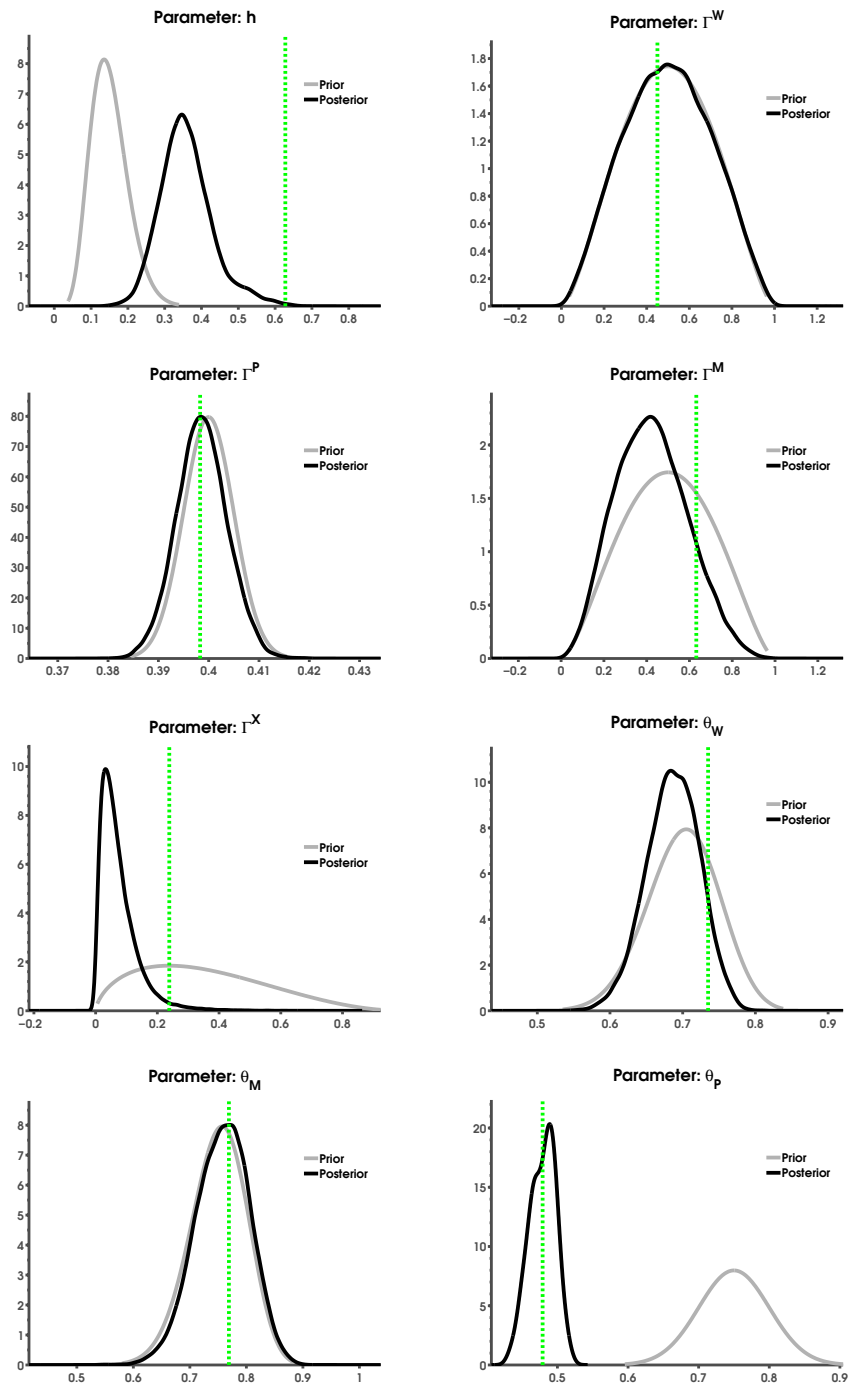 Parameter: h
8
7
6
5
4
3
2
1
0
0 0.1 0.2 0.3 0.4 0.5 0.6 0.7 0.8
Prior
Posterior
Parameter: Γ^W
1.8
1.6
1.4
1.2
1
0.8
0.6
0.4
0.2
0
−0.2 0 0.2 0.4 0.6 0.8 1 1.2
Prior
Posterior
Parameter: Γ^P
80
70
60
50
40
30
20
10
0
0.37 0.38 0.39 0.4 0.41 0.42 0.43
Prior
Posterior
Parameter: Γ^M
2
1.5
1
0.5
0
−0.2 0 0.2 0.4 0.6 0.8 1 1.2
Prior
Posterior
Parameter: Γ^X
10
8
6
4
2
0
−0.2 0 0.2 0.4 0.6 0.8
Prior
Posterior
Parameter: θ_W
10
8
6
4
2
0
0.5 0.6 0.7 0.8 0.9
Prior
Posterior
Parameter: θ_M
8
7
6
5
4
3
2
1
0
0.5 0.6 0.7 0.8 0.9 1
Prior
Posterior
Parameter: θ_P
20
15
10
5
0
0.5 0.6 0.7 0.8 0.9
Prior
Posterior